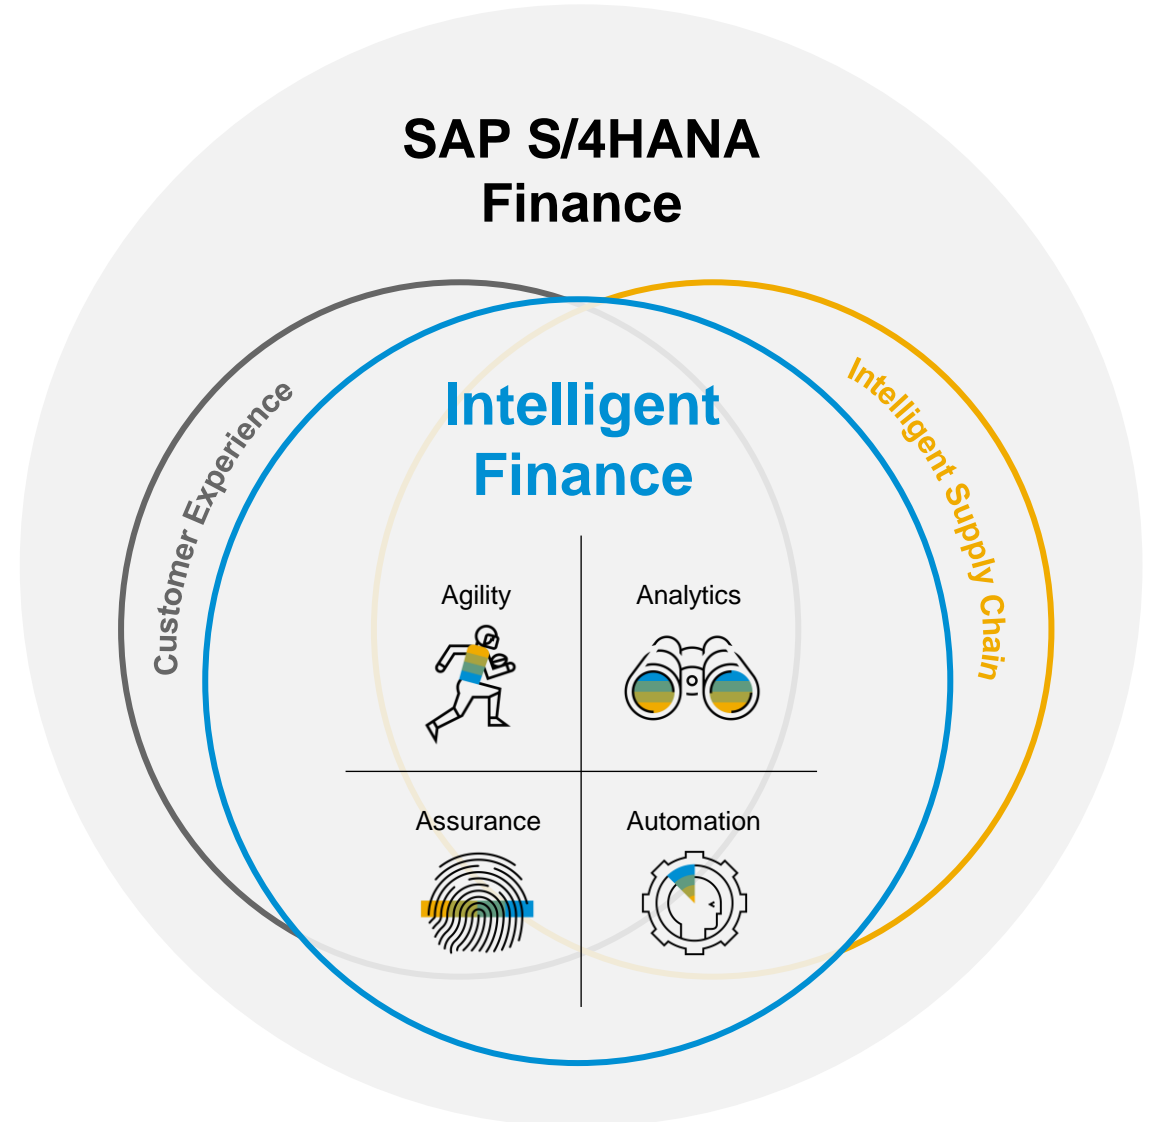 SAP S/4HANA
Finance
Customer Experience
Intelligent
Finance
Intelligent Supply Chain
Agility
Analytics
Assurance
Automation